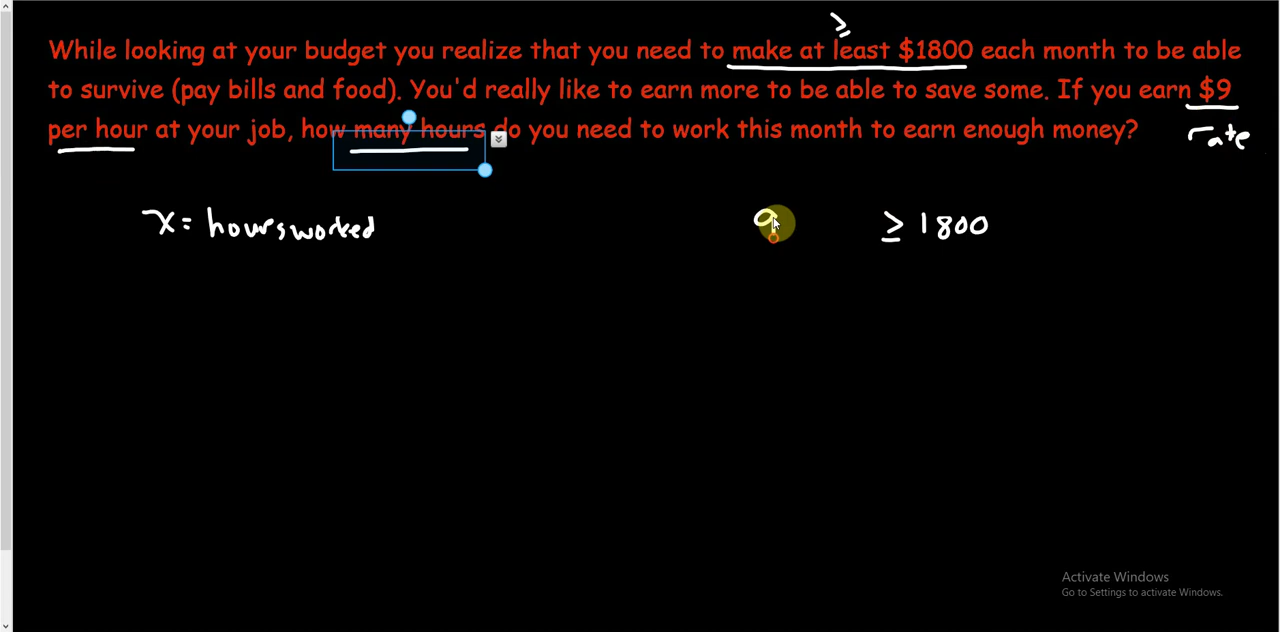 ≥
While looking at your budget you realize that you need to make at least $1800 each month to be able
to survive (pay bills and food). You'd really like to earn more to be able to save some. If you earn $9
per hour at your job, how many hours do you need to work this month to earn enough money?
rate
x = hours worked
9 ≥ 1800
Activate Windows
Go to Settings to activate Windows.